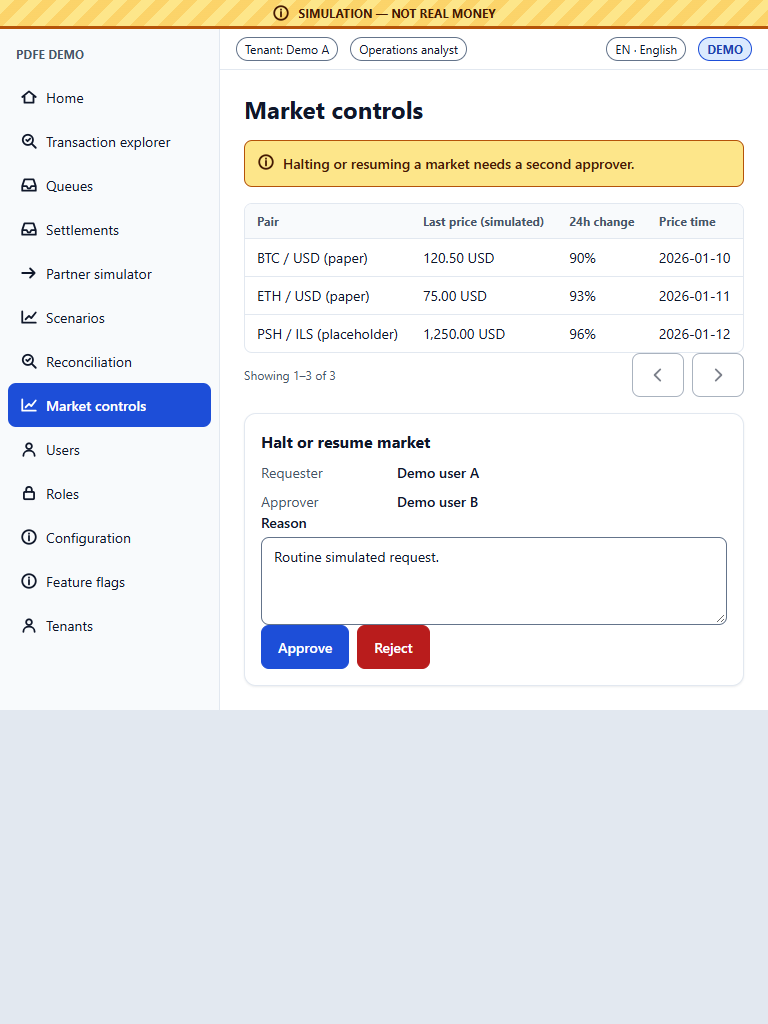 SIMULATION — NOT REAL MONEY
PDFE DEMO
Tenant: Demo A
Operations analyst
EN · English
DEMO
Home
Transaction explorer
Queues
Settlements
Partner simulator
Scenarios
Reconciliation
Market controls
Users
Roles
Configuration
Feature flags
Tenants
Market controls
Halting or resuming a market needs a second approver.
Pair Last price (simulated) 24h change Price time
BTC / USD (paper) 120.50 USD 90% 2026-01-10
ETH / USD (paper) 75.00 USD 93% 2026-01-11
PSH / ILS (placeholder) 1,250.00 USD 96% 2026-01-12
Showing 1–3 of 3
Halt or resume market
Requester Demo user A
Approver Demo user B
Reason
Routine simulated request.
Approve Reject